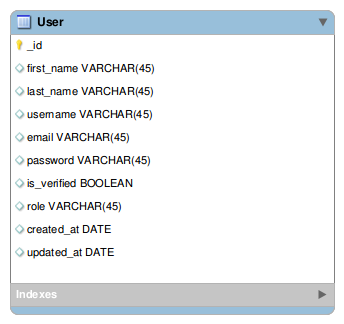 User
_id
first_name VARCHAR(45)
last_name VARCHAR(45)
username VARCHAR(45)
email VARCHAR(45)
password VARCHAR(45)
is_verified BOOLEAN
role VARCHAR(45)
created_at DATE
updated_at DATE
Indexes